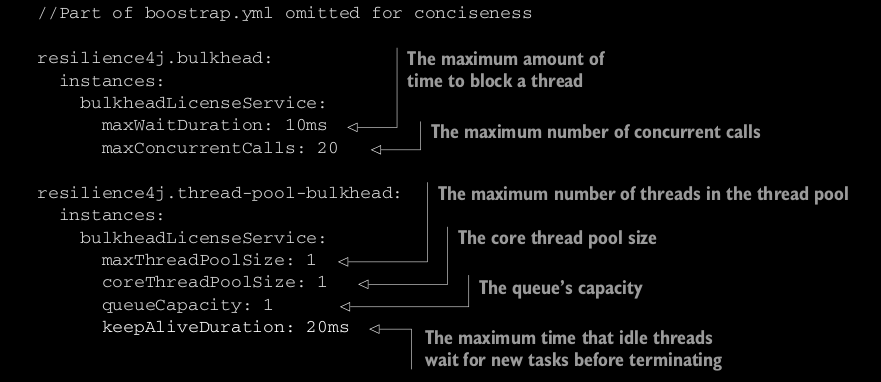 //Part of boostrap.yml omitted for conciseness
resilience4j.bulkhead:
instances:
bulkheadLicenseService:
maxWaitDuration: 10ms
maxConcurrentCalls: 20
The maximum amount of
time to block a thread
The maximum number of concurrent calls
resilience4j.thread-pool-bulkhead:
instances:
bulkheadLicenseService:
maxThreadPoolSize: 1
coreThreadPoolSize: 1
queueCapacity: 1
keepAliveDuration: 20ms
The maximum number of threads in the thread pool
The core thread pool size
The queue’s capacity
The maximum time that idle threads
wait for new tasks before terminating